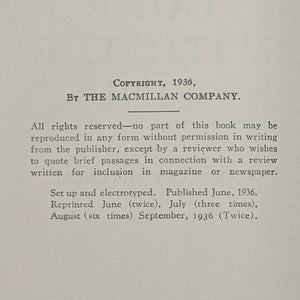 Copyright, 1936,
By THE MACMILLAN COMPANY.
All rights reserved—no part of this book may be
reproduced in any form without permission in writing
from the publisher, except by a reviewer who wishes
to quote brief passages in connection with a review
written for inclusion in magazine or newspaper.
Set up and electrotyped. Published June, 1936.
Reprinted June (twice), July (three times),
August (six times) September, 1936 (Twice).